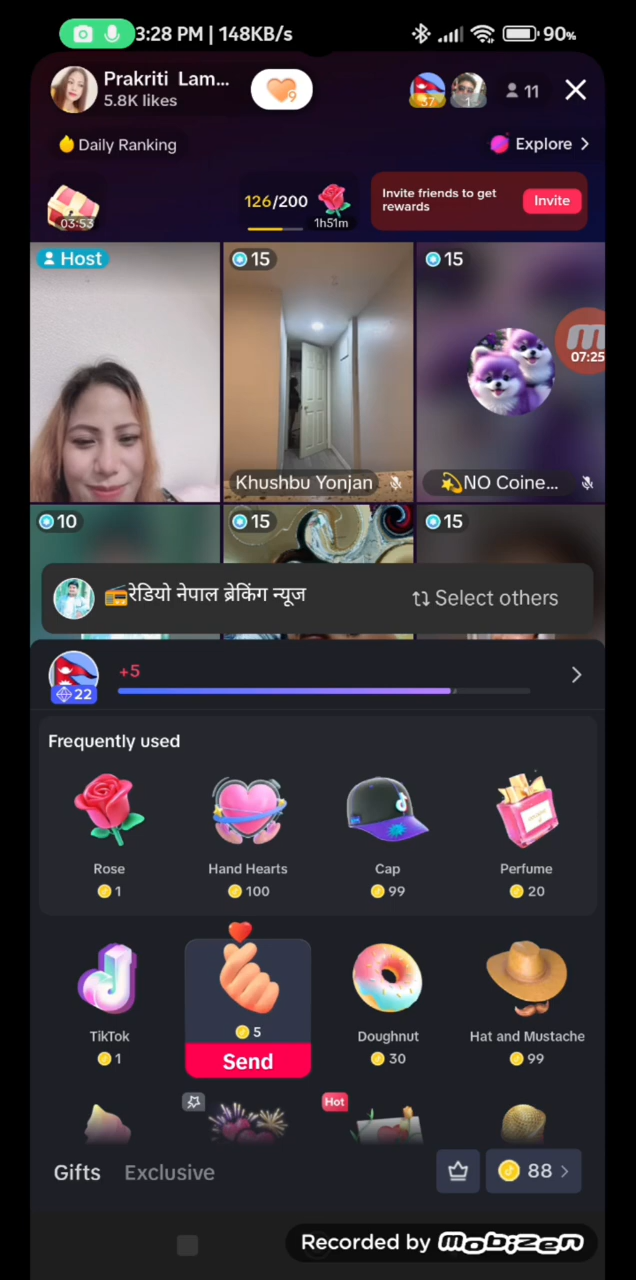 3:28 PM | 148KB/s
90%
Prakriti Lam...
5.8K likes
9
37
1
11
Daily Ranking
Explore >
03:53
126/200
1h51m
Invite friends to get
rewards
Invite
Host
15
15
07:25
Khushbu Yonjan
NO Coine...
10
15
15
रेडियो नेपाल ब्रेकिंग न्यूज
Select others
22
+5
Frequently used
Rose
Hand Hearts
Cap
Perfume
1
100
99
20
TikTok
5
Doughnut
Hat and Mustache
1
Send
30
99
Hot
Gifts
Exclusive
88 >
Recorded by mobizen